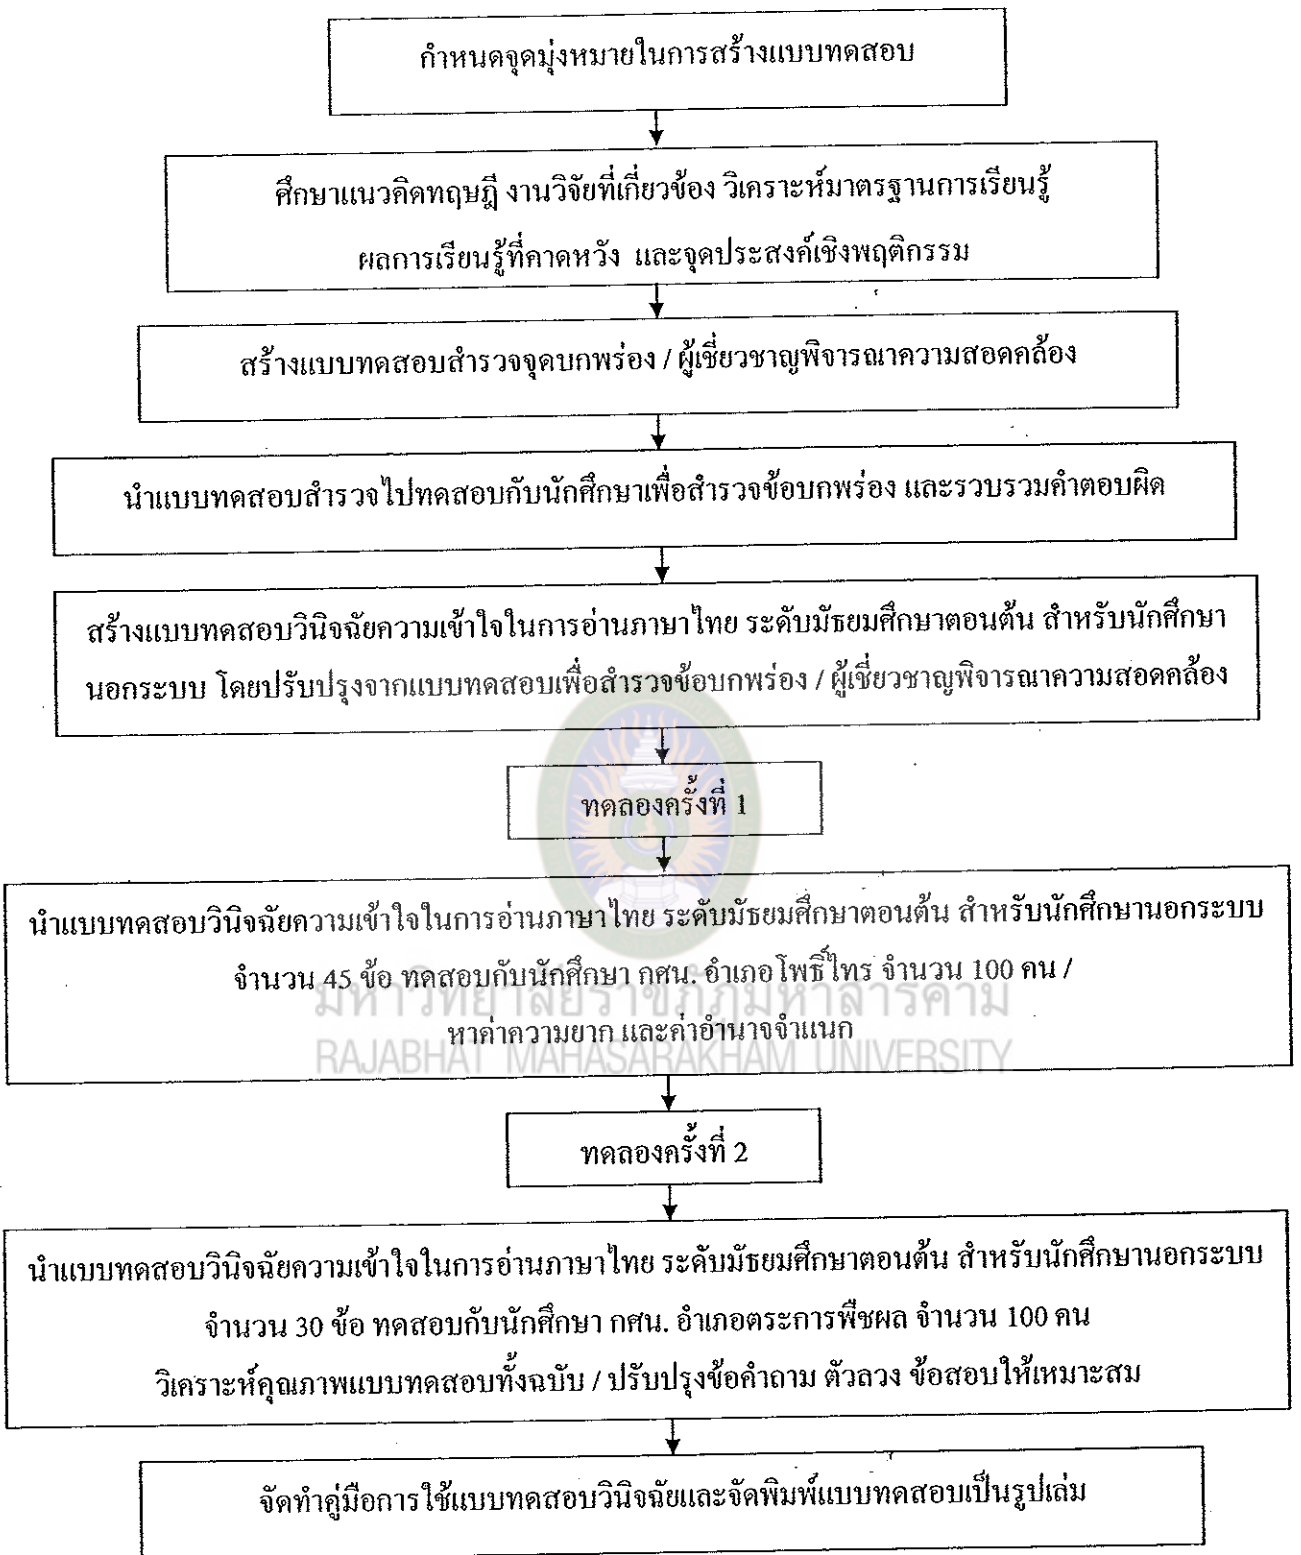 กำหนดจุดมุ่งหมายในการสร้างแบบทดสอบ
ศึกษาแนวคิดทฤษฎี งานวิจัยที่เกี่ยวข้อง วิเคราะห์มาตรฐานการเรียนรู้
ผลการเรียนรู้ที่คาดหวัง และจุดประสงค์เชิงพฤติกรรม
สร้างแบบทดสอบสำรวจจุดบกพร่อง / ผู้เชี่ยวชาญพิจารณาความสอดคล้อง
นำแบบทดสอบสำรวจไปทดสอบกับนักศึกษาเพื่อสำรวจข้อบกพร่อง และรวบรวมคำตอบผิด
สร้างแบบทดสอบวินิจฉัยความเข้าใจในการอ่านภาษาไทย ระดับมัธยมศึกษาตอนต้น สำหรับนักศึกษา
นอกระบบ โดยปรับปรุงจากแบบทดสอบเพื่อสำรวจข้อบกพร่อง / ผู้เชี่ยวชาญพิจารณาความสอดคล้อง
ทดลองครั้งที่ 1
นำแบบทดสอบวินิจฉัยความเข้าใจในการอ่านภาษาไทย ระดับมัธยมศึกษาตอนต้น สำหรับนักศึกษานอกระบบ
จำนวน 45 ข้อ ทดสอบกับนักศึกษา กศน. อำเภอโพธิ์ไทร จำนวน 100 คน /
มหาวิทยาลัยราชภัฏมหาสารคาม
หาค่าความยาก และค่าอำนาจจำแนก
RAJABHAT MAHASARAKHAM UNIVERSITY
ทดลองครั้งที่ 2
นำแบบทดสอบวินิจฉัยความเข้าใจในการอ่านภาษาไทย ระดับมัธยมศึกษาตอนต้น สำหรับนักศึกษานอกระบบ
จำนวน 30 ข้อ ทดสอบกับนักศึกษา กศน. อำเภอตระการพืชผล จำนวน 100 คน
วิเคราะห์คุณภาพแบบทดสอบทั้งฉบับ / ปรับปรุงข้อคำถาม ตัวลวง ข้อสอบให้เหมาะสม
จัดทำคู่มือการใช้แบบทดสอบวินิจฉัยและจัดพิมพ์แบบทดสอบเป็นรูปเล่ม